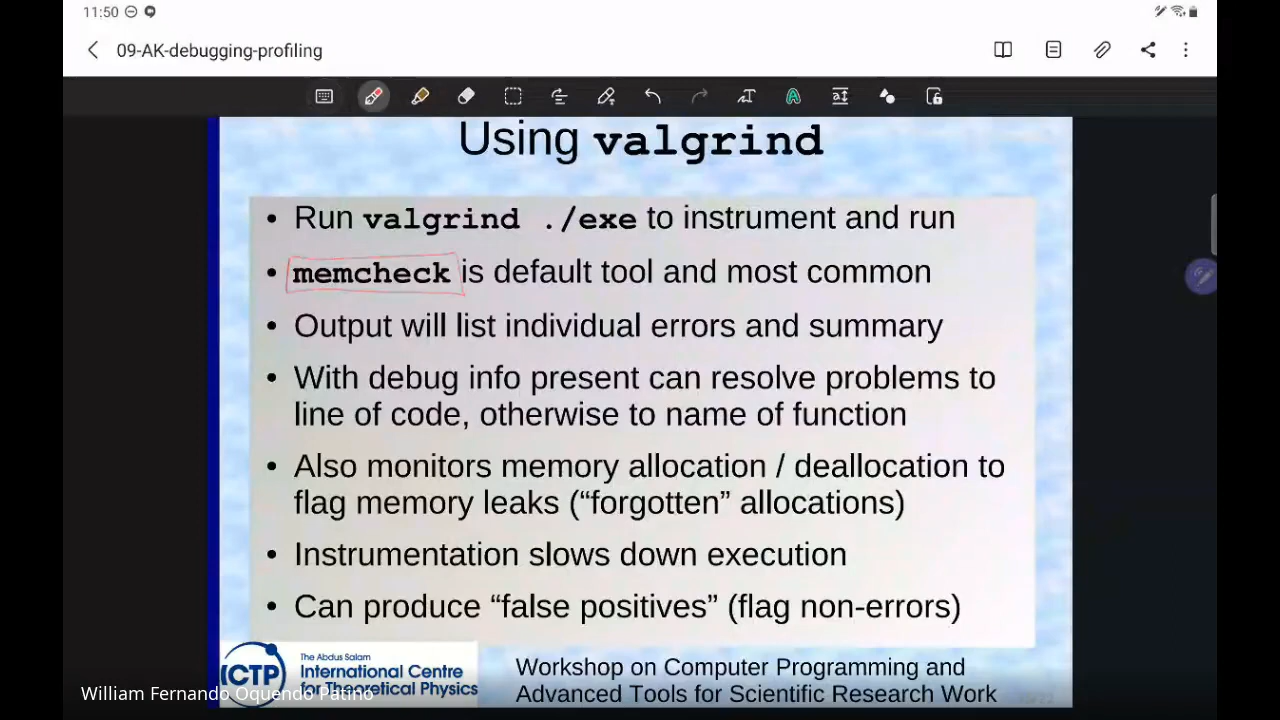 11:50
09-AK-debugging-profiling
Using valgrind
• Run valgrind ./exe to instrument and run
• memcheck is default tool and most common
• Output will list individual errors and summary
• With debug info present can resolve problems to
line of code, otherwise to name of function
• Also monitors memory allocation / deallocation to
flag memory leaks (“forgotten” allocations)
• Instrumentation slows down execution
• Can produce “false positives” (flag non-errors)
ICTP
The Abdus Salam
International Centre
for Theoretical Physics
William Fernando Oquendo Patino
Workshop on Computer Programming and
Advanced Tools for Scientific Research Work